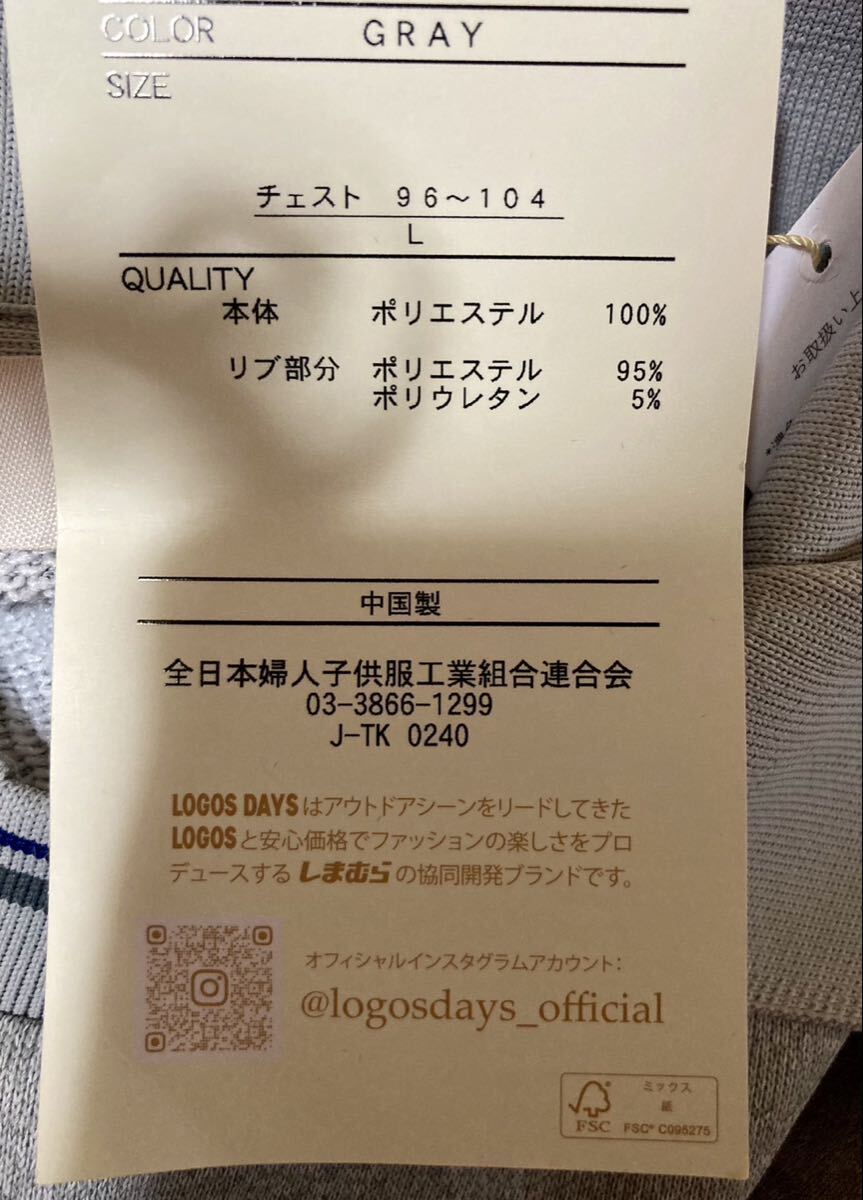 COLOR GRAY
SIZE
チェスト 96～104
L
QUALITY
本体 ポリエステル 100%
リブ部分 ポリエステル 95%
ポリウレタン 5%
中国製
全日本婦人子供服工業組合連合会
03-3866-1299
J-TK 0240
LOGOS DAYSはアウトドアシーンをリードしてきた
LOGOSと安心価格でファッションの楽しさをプロ
デュースするしまむらの協同開発ブランドです。
オフィシャルインスタグラムアカウント:
@logosdays_official
ミックス
紙
FSC
FSC® C095275
お取扱い上